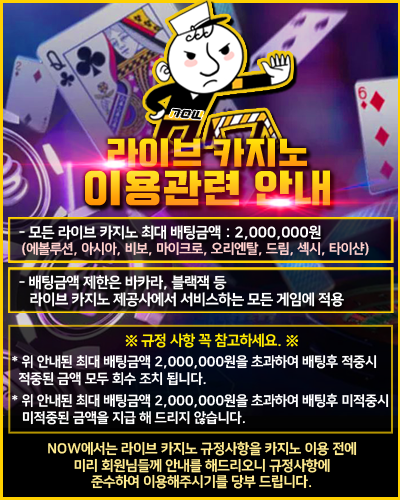 라이브 카지노
이용관련 안내
- 모든 라이브 카지노 최대 배팅금액 : 2,000,000원
(에볼루션, 아시아, 비보, 마이크로, 오리엔탈, 드림, 섹시, 타이샨)
- 배팅금액 제한은 바카라, 블랙잭 등
라이브 카지노 제공사에서 서비스하는 모든 게임에 적용
※ 규정 사항 꼭 참고하세요. ※
* 위 안내된 최대 배팅금액 2,000,000원을 초과하여 배팅후 적중시
적중된 금액 모두 회수 조치 됩니다.
* 위 안내된 최대 배팅금액 2,000,000원을 초과하여 배팅후 미적중시
미적중된 금액을 지급 해 드리지 않습니다.
NOW에서는 라이브 카지노 규정사항을 카지노 이용 전에
미리 회원님들께 안내를 해드리오니 규정사항에
준수하여 이용해주시기를 당부 드립니다.